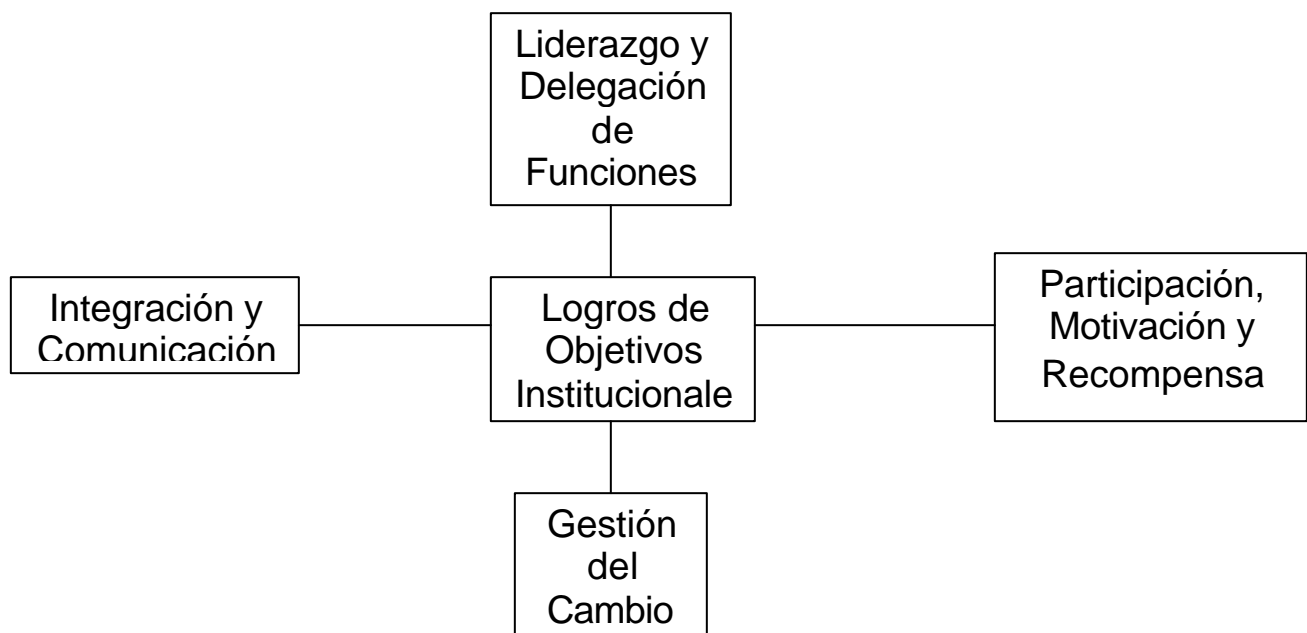 Liderazgo y
Delegación
de
Funciones
Integración y
Comunicación
Logros de
Objetivos
Institucionale
Participación,
Motivación y
Recompensa
Gestión
del
Cambio